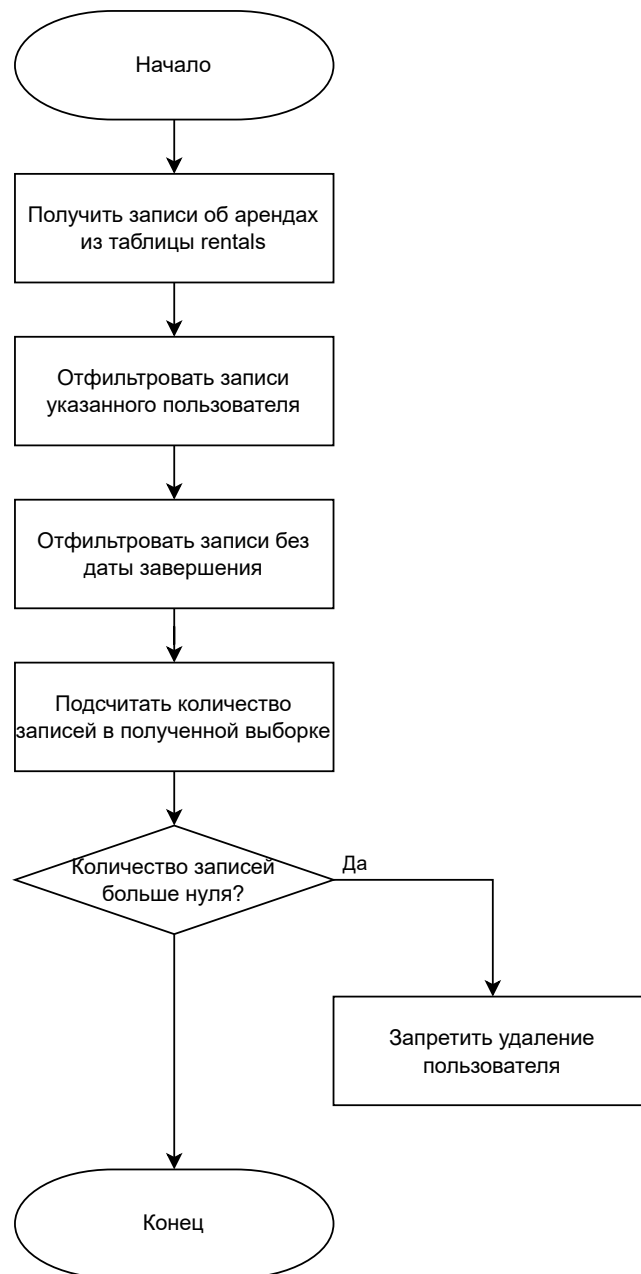 Начало
Получить записи об арендах
из таблицы rentals
Отфильтровать записи
указанного пользователя
Отфильтровать записи без
даты завершения
Подсчитать количество
записей в полученной выборке
Количество записей
больше нуля?
Да
Запретить удаление
пользователя
Конец